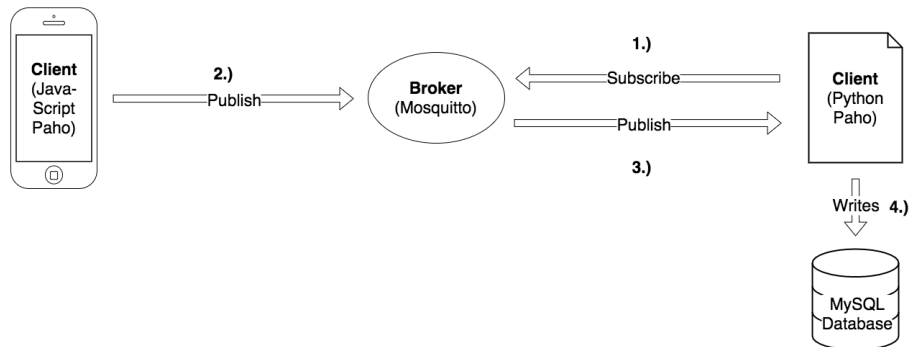 Client
(Java-
Script
Paho)
2.)
Publish
Broker
(Mosquitto)
1.)
Subscribe
Publish
3.)
Client
(Python
Paho)
Writes 4.)
MySQL
Database